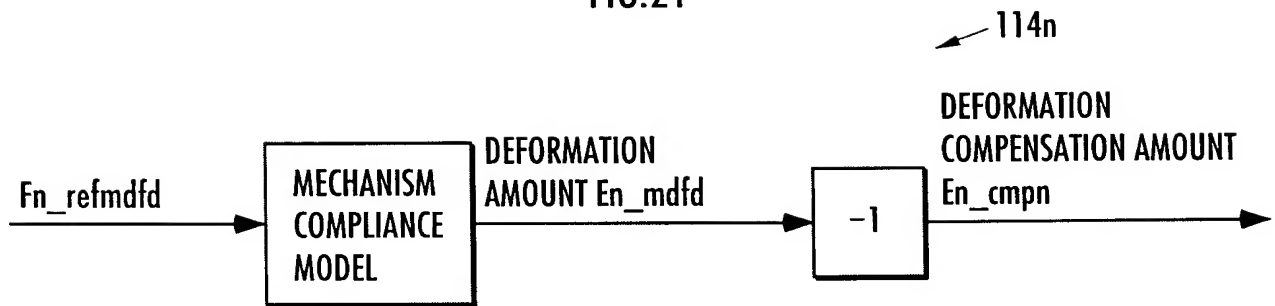 114n
DEFORMATION
COMPENSATION AMOUNT
En_cmpn
DEFORMATION
AMOUNT En_mdfd
Fn_refmdfd
MECHANISM
COMPLIANCE
MODEL
-1